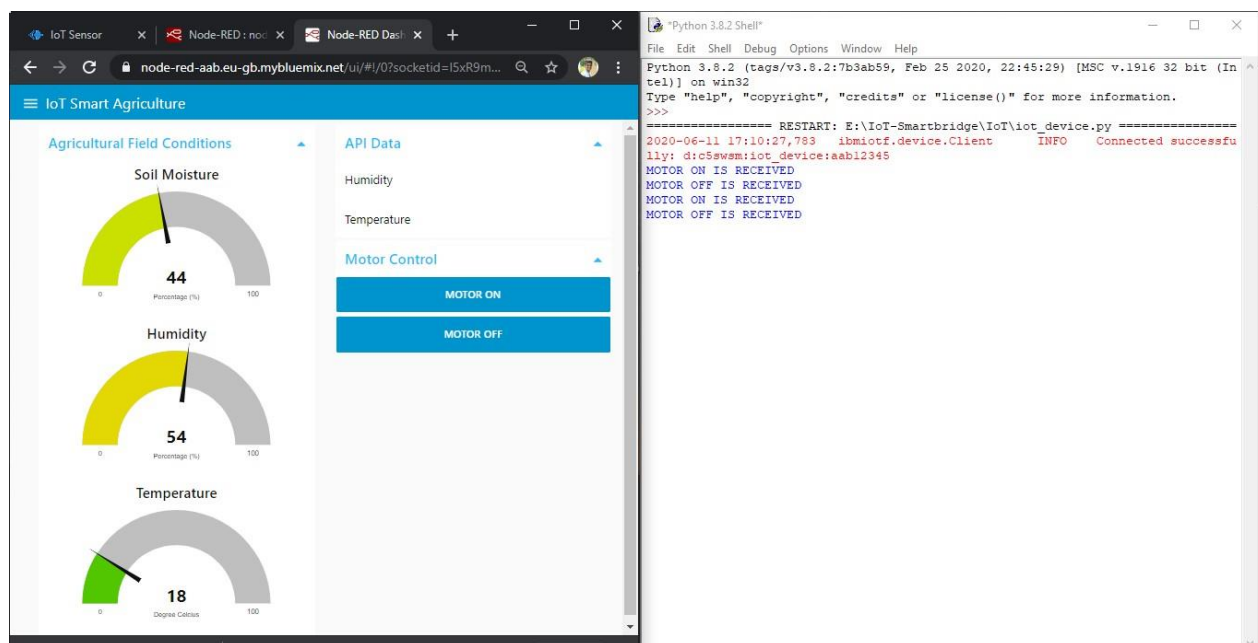 IoT Sensor
Node-RED : noc
Node-RED Dash
node-red-aab.eu-gb.mybluemix.net/ui/#!/0?socketid=I5xR9m...
IoT Smart Agriculture
Agricultural Field Conditions
Soil Moisture
44
0
Porcentage (%)
100
Humidity
54
0
Porcentage (%)
100
Temperature
18
0
Degree Celcius
100
API Data
Humidity
Temperature
Motor Control
MOTOR ON
MOTOR OFF
*Python 3.8.2 Shell*
File Edit Shell Debug Options Window Help
Python 3.8.2 (tags/v3.8.2:7b3ab59, Feb 25 2020, 22:45:29) [MSC v.1916 32 bit (In
tel)] on win32
Type "help", "copyright", "credits" or "license()" for more information.
>>>
================= RESTART: E:\IoT-Smartbridge\IoT\iot_device.py ================
2020-06-11 17:10:27,783 ibmiotf.device.Client INFO Connected successfu
lly: d:c5swsm:iot_device:aab12345
MOTOR ON IS RECEIVED
MOTOR OFF IS RECEIVED
MOTOR ON IS RECEIVED
MOTOR OFF IS RECEIVED